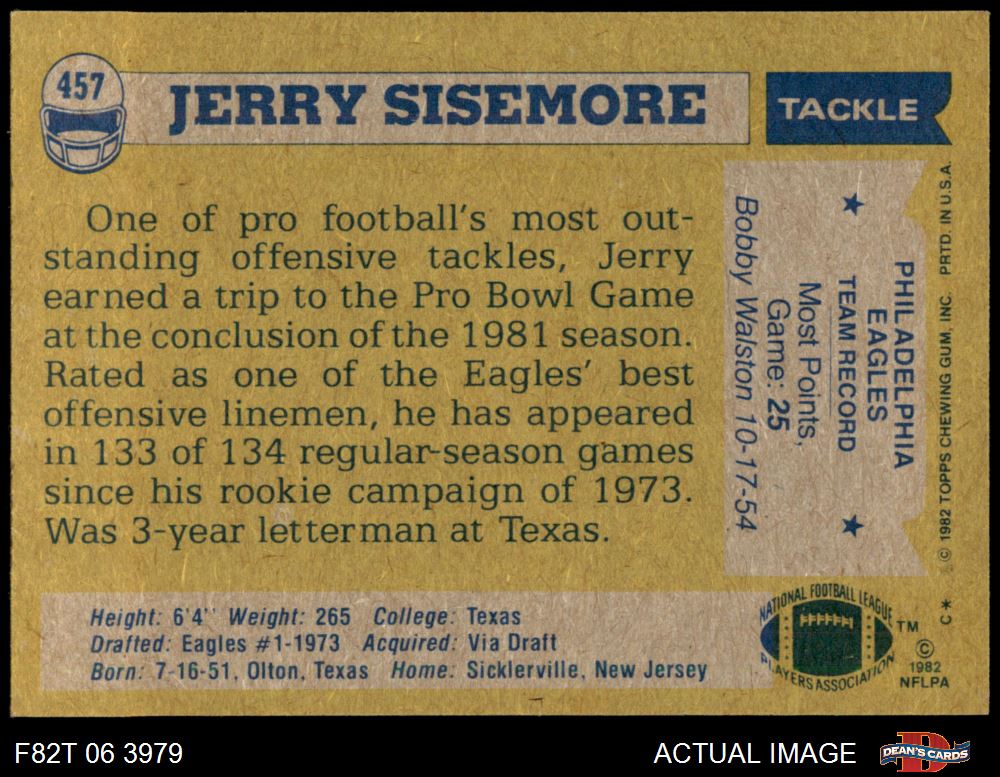 457
JERRY SISEMORE
TACKLE
One of pro football's most out-
standing offensive tackles, Jerry
earned a trip to the Pro Bowl Game
at the conclusion of the 1981 season.
Rated as one of the Eagles' best
offensive linemen, he has appeared
in 133 of 134 regular-season games
since his rookie campaign of 1973.
Was 3-year letterman at Texas.
PHILADELPHIA
EAGLES
TEAM RECORD
Most Points,
Game: 25
Bobby Walston 10-17-54
© 1982 TOPPS CHEWING GUM, INC. PRTD. IN U.S.A.
C*
Height: 6'4" Weight: 265 College: Texas
Drafted: Eagles #1-1973 Acquired: Via Draft
Born: 7-16-51, Olton, Texas Home: Sicklerville, New Jersey
NATIONAL FOOTBALL LEAGUE
PLAYERS ASSOCIATION
TM
©
1982
NFLPA
F82T 06 3979
ACTUAL IMAGE
DEAN'S CARDS